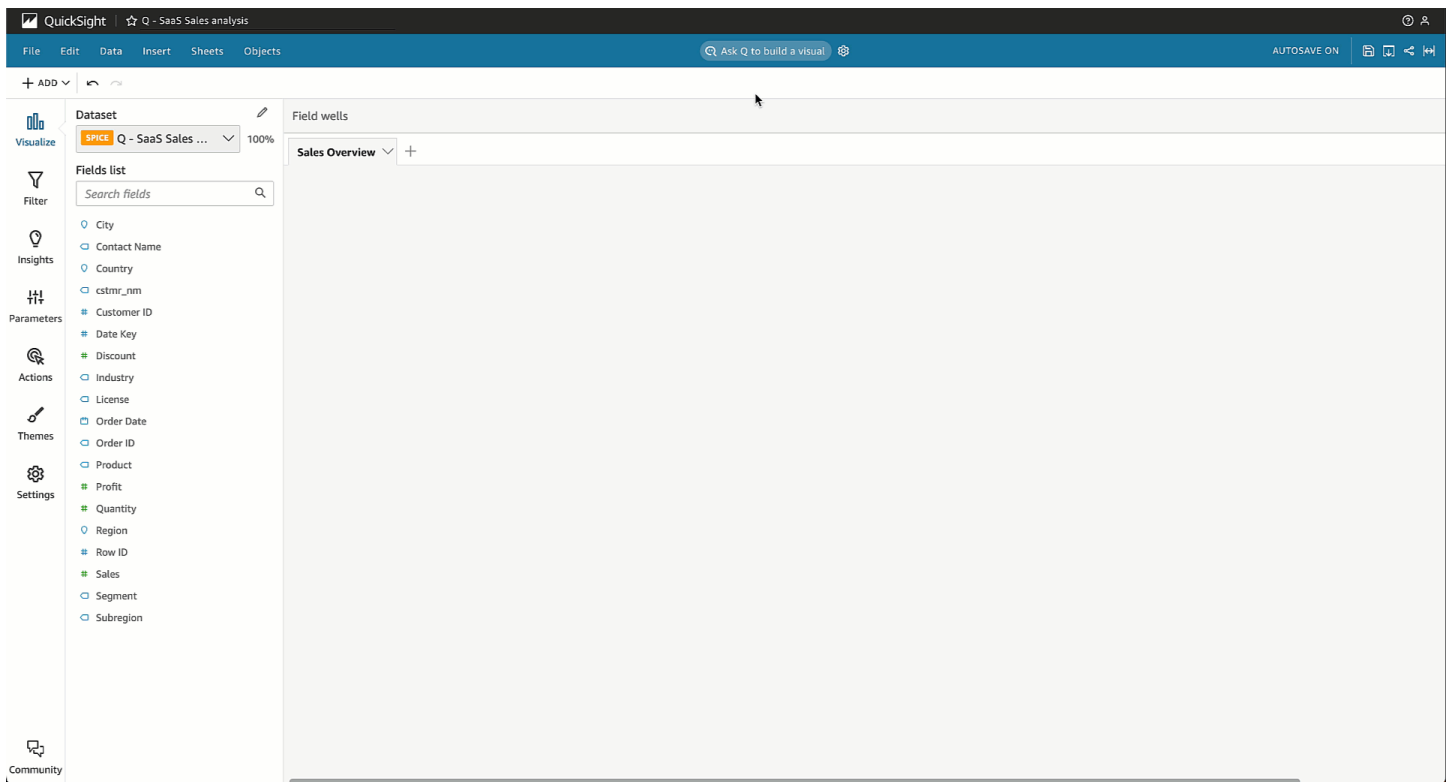 QuickSight Q - SaaS Sales analysis
File Edit Data Insert Sheets Objects Ask Q to build a visual AUTOSAVE ON
ADD
Visualize
Filter
Insights
Parameters
Actions
Themes
Settings
Community
Dataset
SPICE Q - SaaS Sales ... 100%
Fields list
Search fields
City
Contact Name
Country
cstmr_nm
Customer ID
Date Key
Discount
Industry
License
Order Date
Order ID
Product
Profit
Quantity
Region
Row ID
Sales
Segment
Subregion
Field wells
Sales Overview